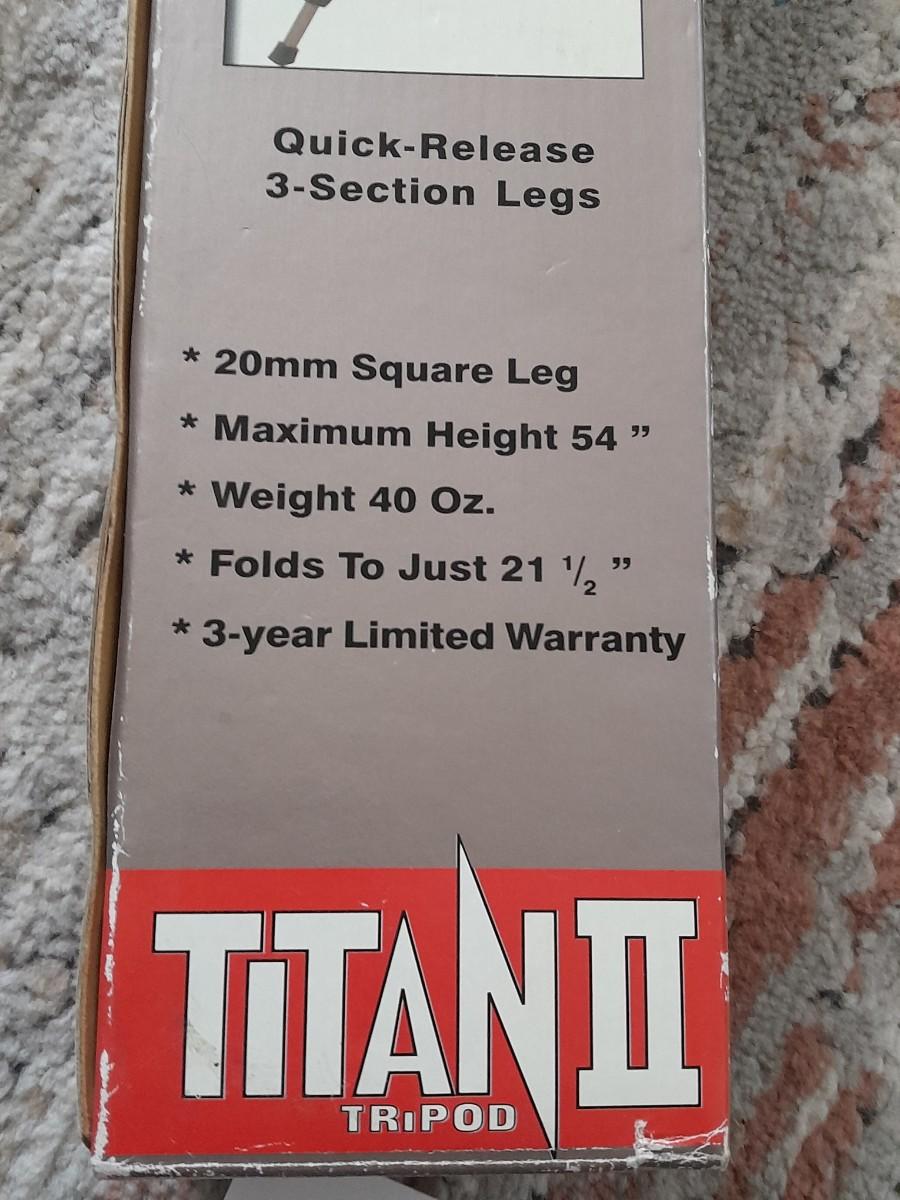 Quick-Release
3-Section Legs
* 20mm Square Leg
* Maximum Height 54 ”
* Weight 40 Oz.
* Folds To Just 21 1/2 ”
* 3-year Limited Warranty
TiTAN II
TRiPOD